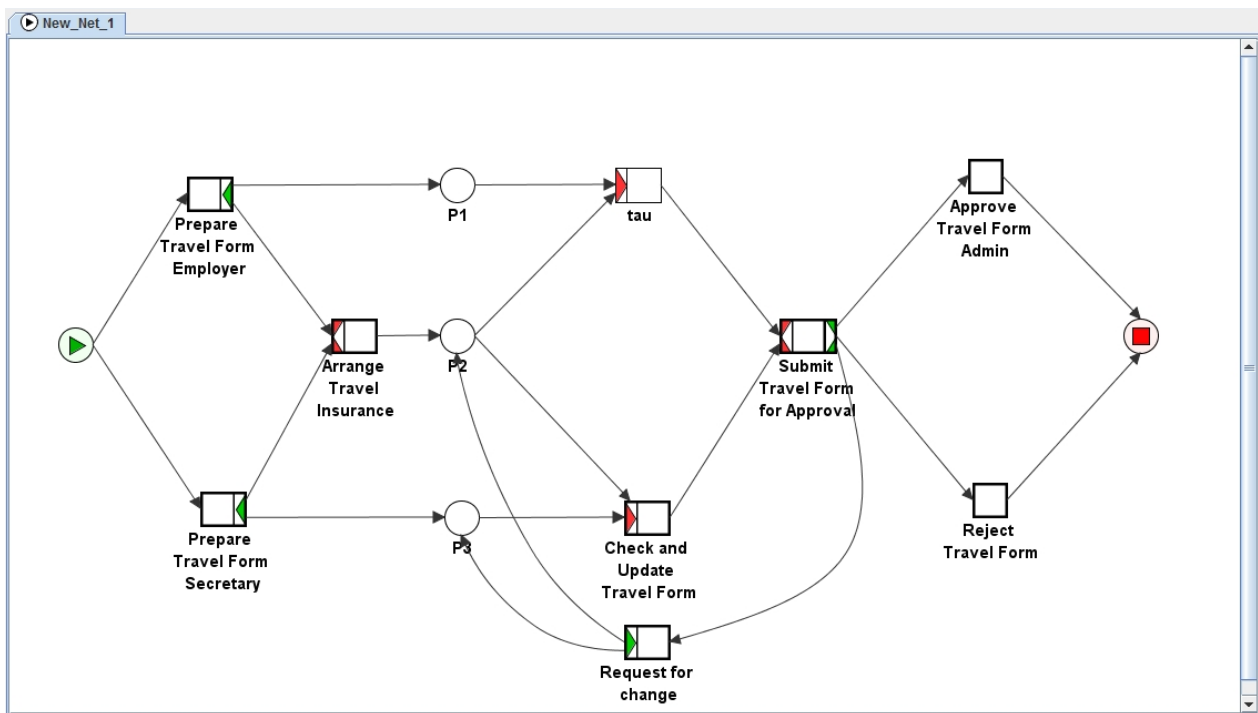 New_Net_1
Prepare
Travel Form
Employer
P1
tau
Approve
Travel Form
Admin
Arrange
Travel
Insurance
P2
Submit
Travel Form
for Approval
Prepare
Travel Form
Secretary
P3
Check and
Update
Travel Form
Reject
Travel Form
Request for
change